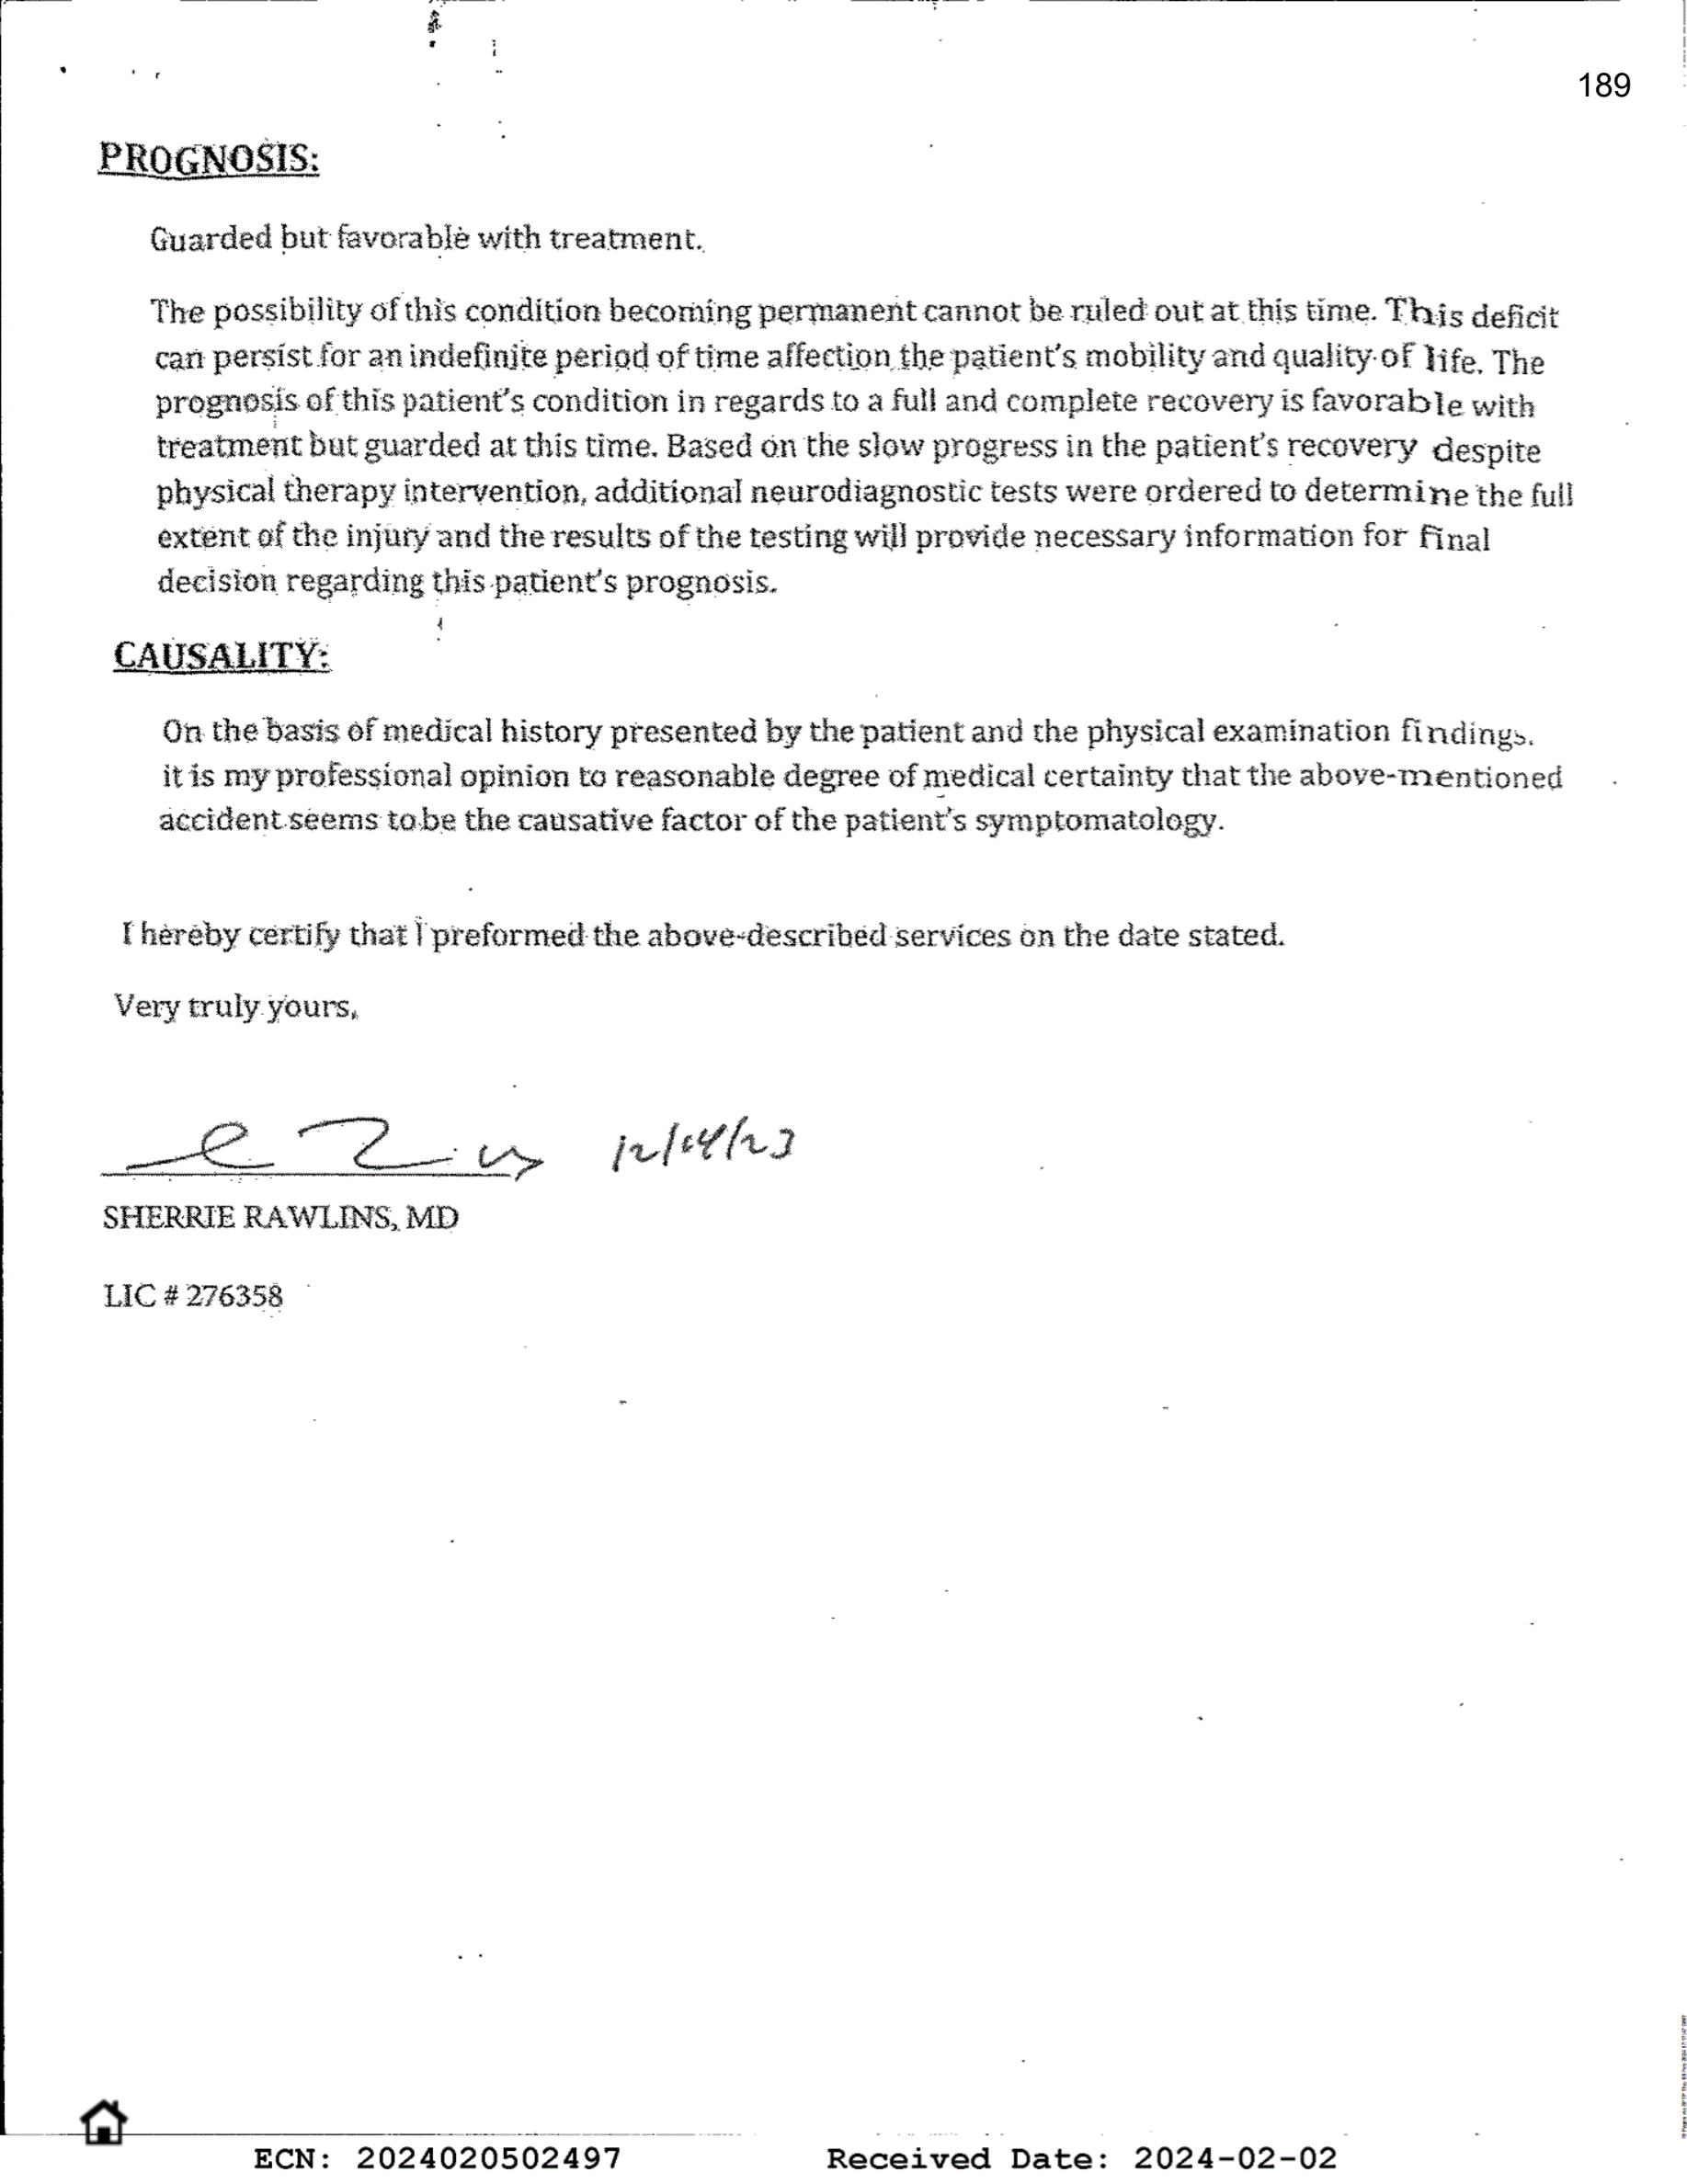 189
PROGNOSIS:
Guarded but favorable with treatment.
The possibility of this condition becoming permanent cannot be ruled out at this time. This deficit
can persist for an indefinite period of time affection the patient's mobility and quality of life. The
prognosis of this patient's condition in regards to a full and complete recovery is favorable with
treatment but guarded at this time. Based on the slow progress in the patient's recovery despite
physical therapy intervention, additional neurodiagnostic tests were ordered to determine the full
extent of the injury and the results of the testing will provide necessary information for final
decision regarding this patient's prognosis.
CAUSALITY:
On the basis of medical history presented by the patient and the physical examination findings.
it is my professional opinion to reasonable degree of medical certainty that the above-mentioned
accident seems to be the causative factor of the patient's symptomatology.
I hereby certify that I preformed the above-described services on the date stated.
Very truly yours,
12/04/23
SHERRIE RAWLINS, MD
LIC # 276358
ECN: 2024020502497 Received Date: 2024-02-02